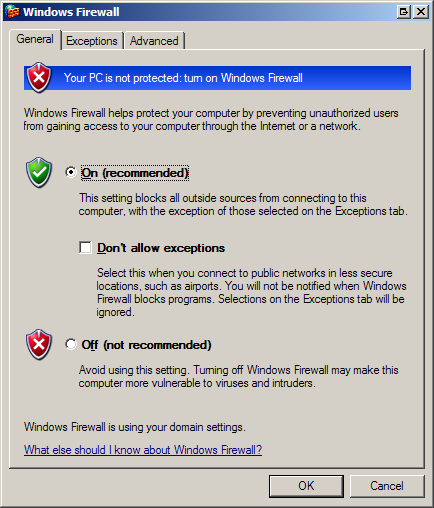 Windows Firewall
General Exceptions Advanced
Your PC is not protected: turn on Windows Firewall
Windows Firewall helps protect your computer by preventing unauthorized users
from gaining access to your computer through the Internet or a network.
On (recommended)
This setting blocks all outside sources from connecting to this
computer, with the exception of those selected on the Exceptions tab.
Don't allow exceptions
Select this when you connect to public networks in less secure
locations, such as airports. You will not be notified when Windows
Firewall blocks programs. Selections on the Exceptions tab will be
ignored.
Off (not recommended)
Avoid using this setting. Turning off Windows Firewall may make this
computer more vulnerable to viruses and intruders.
Windows Firewall is using your domain settings.
What else should I know about Windows Firewall?
OK Cancel